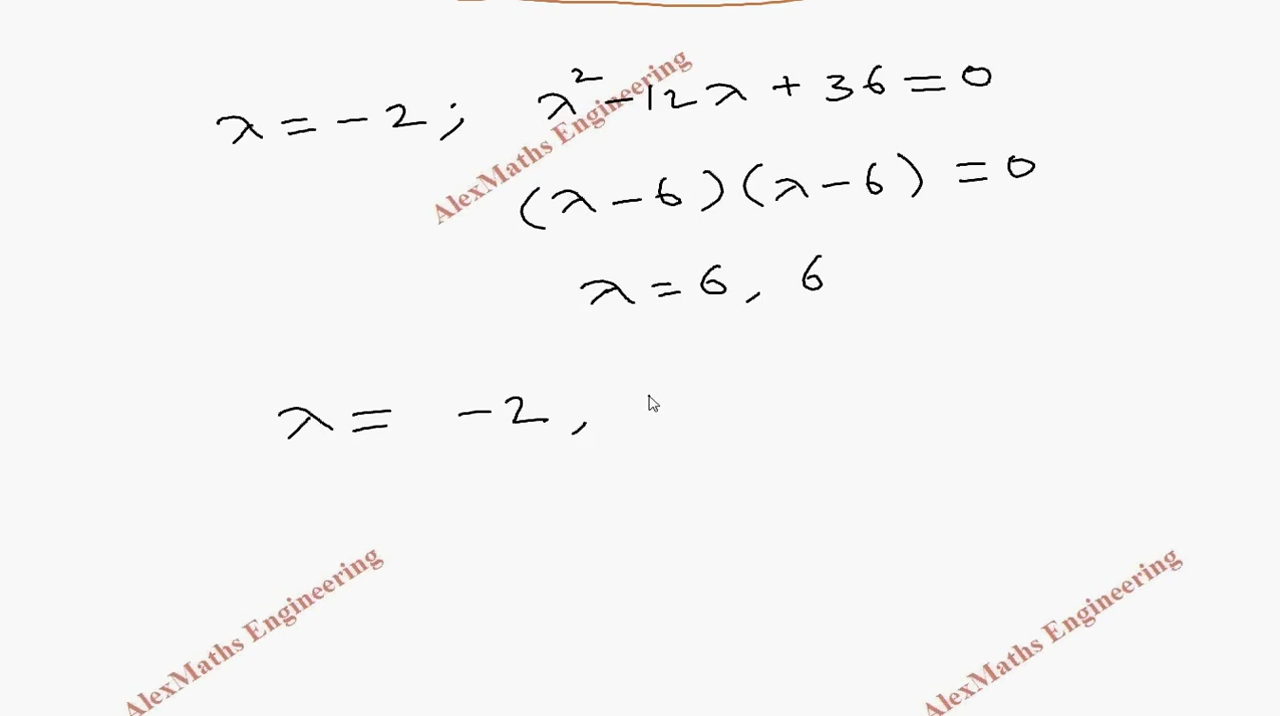 λ = -2 ; λ² - 12λ + 36 = 0
(λ - 6)(λ - 6) = 0
λ = 6, 6
λ = -2,
AlexMaths Engineering
AlexMaths Engineering
AlexMaths Engineering